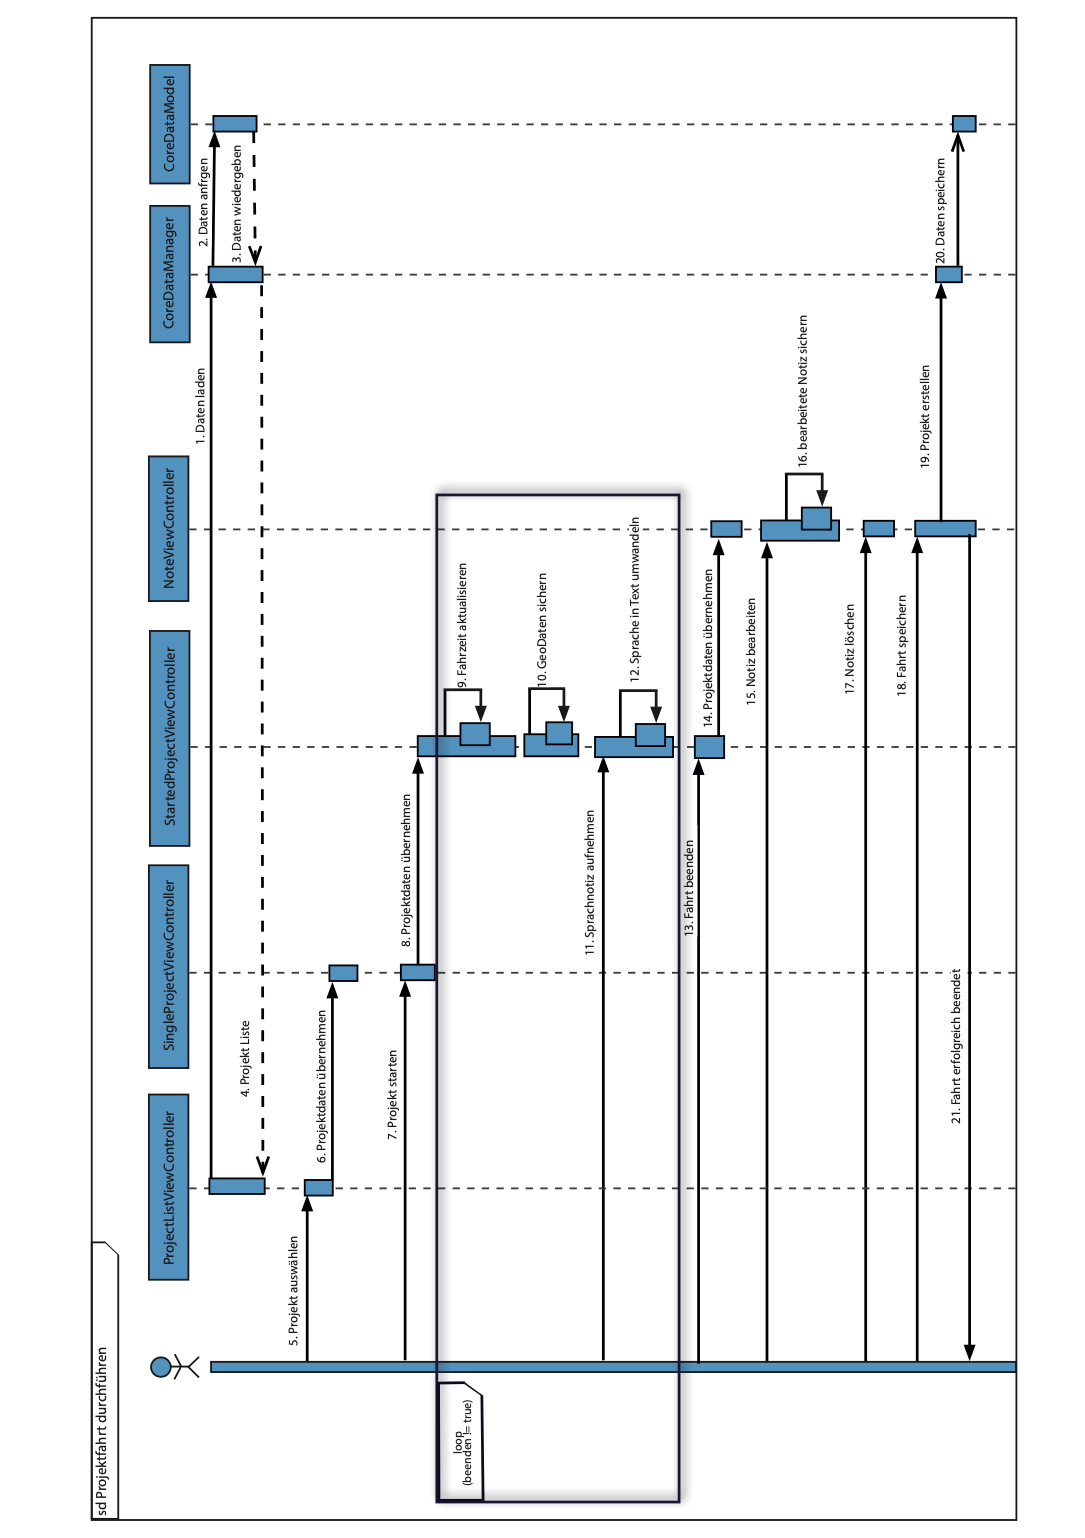 sd Projektfahrt durchführen
ProjectListViewController
SingleProjectViewController
StartedProjectViewController
NoteViewController
CoreDataManager
CoreDataModel
1. Daten laden
2. Daten anfrgen
3. Daten wiedergeben
4. Projekt Liste
5. Projekt auswählen
6. Projektdaten übernehmen
7. Projekt starten
8. Projektdaten übernehmen
loop
(beenden != true)
9. Fahrzeit aktualisieren
10. GeoDaten sichern
11. Sprachnotiz aufnehmen
12. Sprache in Text umwandeln
13. Fahrt beenden
14. Projektdaten übernehmen
15. Notiz bearbeiten
16. bearbeitete Notiz sichern
17. Notiz löschen
18. Fahrt speichern
19. Projekt erstellen
20. Daten speichern
21. Fahrt erfolgreich beendet